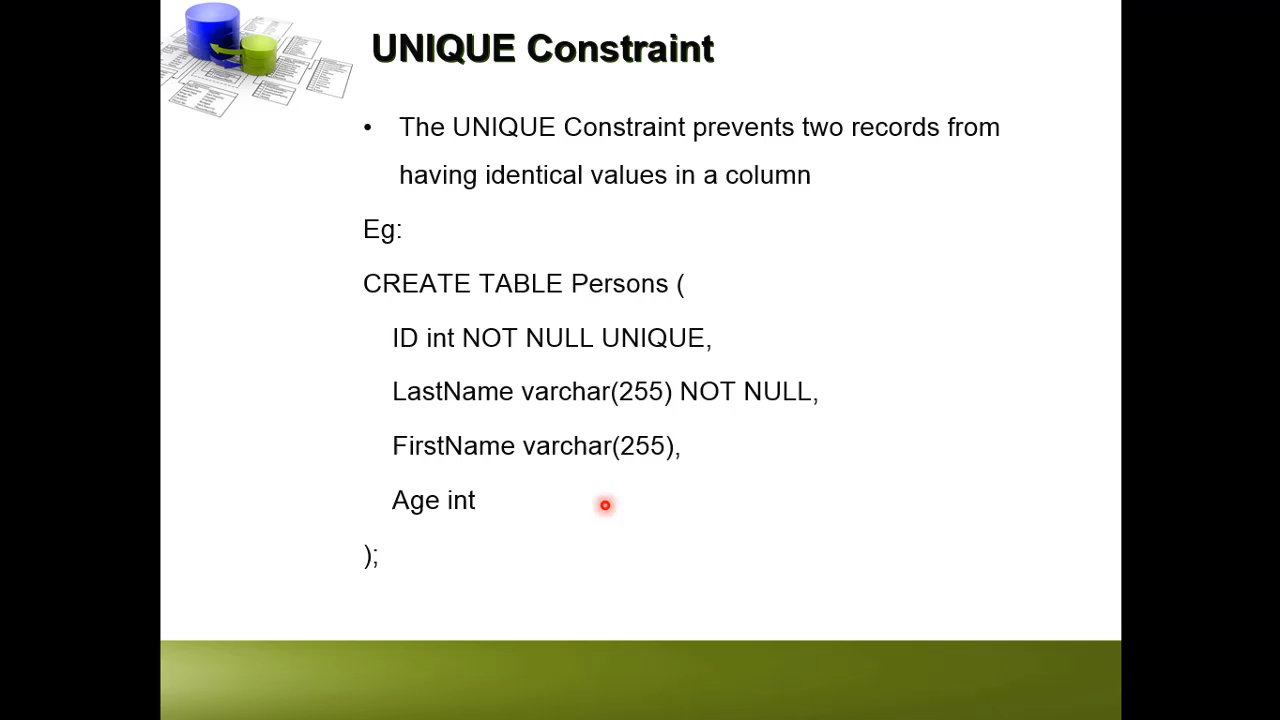 UNIQUE Constraint
• The UNIQUE Constraint prevents two records from
having identical values in a column
Eg:
CREATE TABLE Persons (
ID int NOT NULL UNIQUE,
LastName varchar(255) NOT NULL,
FirstName varchar(255),
Age int
);